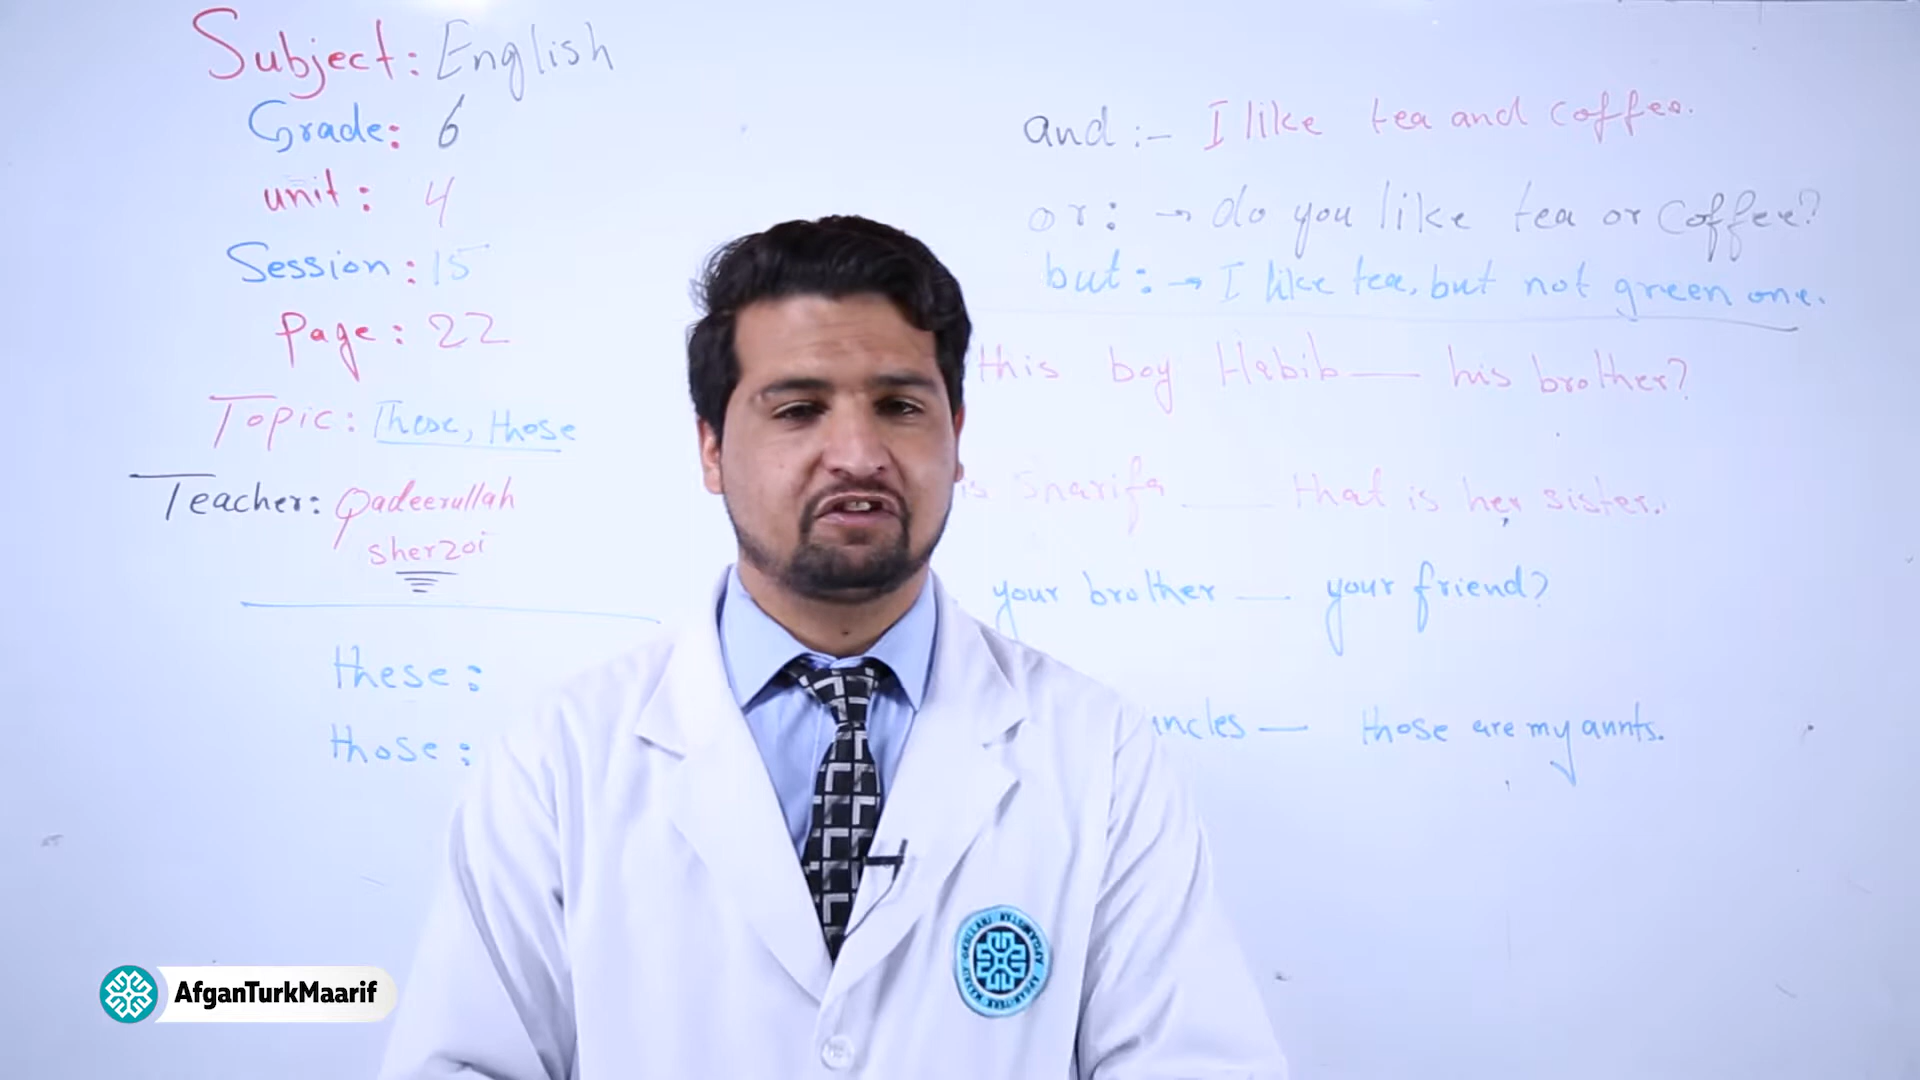 Subject: English
Grade: 6
unit: 4
Session: 15
Page: 22
Topic: These, those
Teacher: Qadeerullah
sherzoi
these:
those:
and :- I like tea and coffee.
or: → do you like tea or coffee?
but: → I like tea, but not green one.
this boy Habib — his brother?
is Sharifa — that is her sister.
your brother — your friend?
uncles — those are my aunts.
AfganTurkMaarif